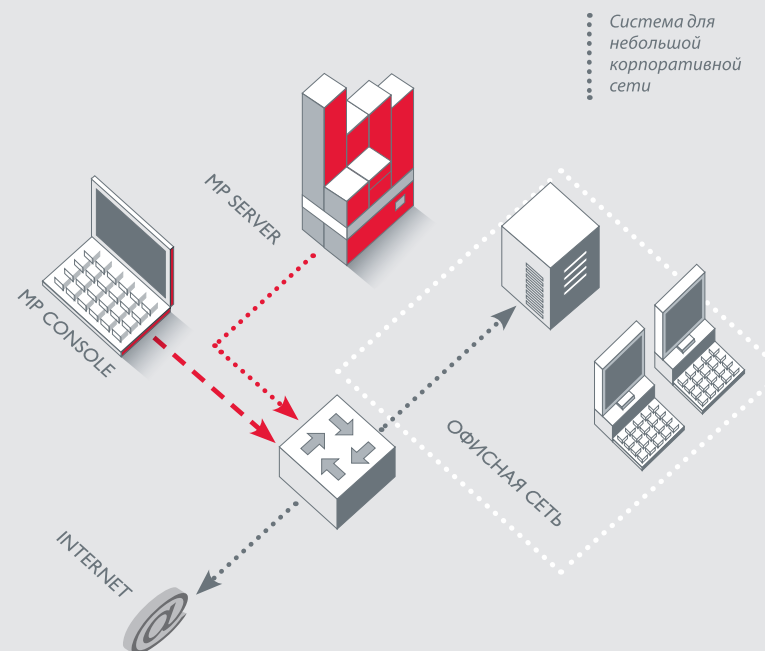 Система для
небольшой
корпоративной
сети
MP SERVER
MP CONSOLE
ОФИСНАЯ СЕТЬ
INTERNET
@